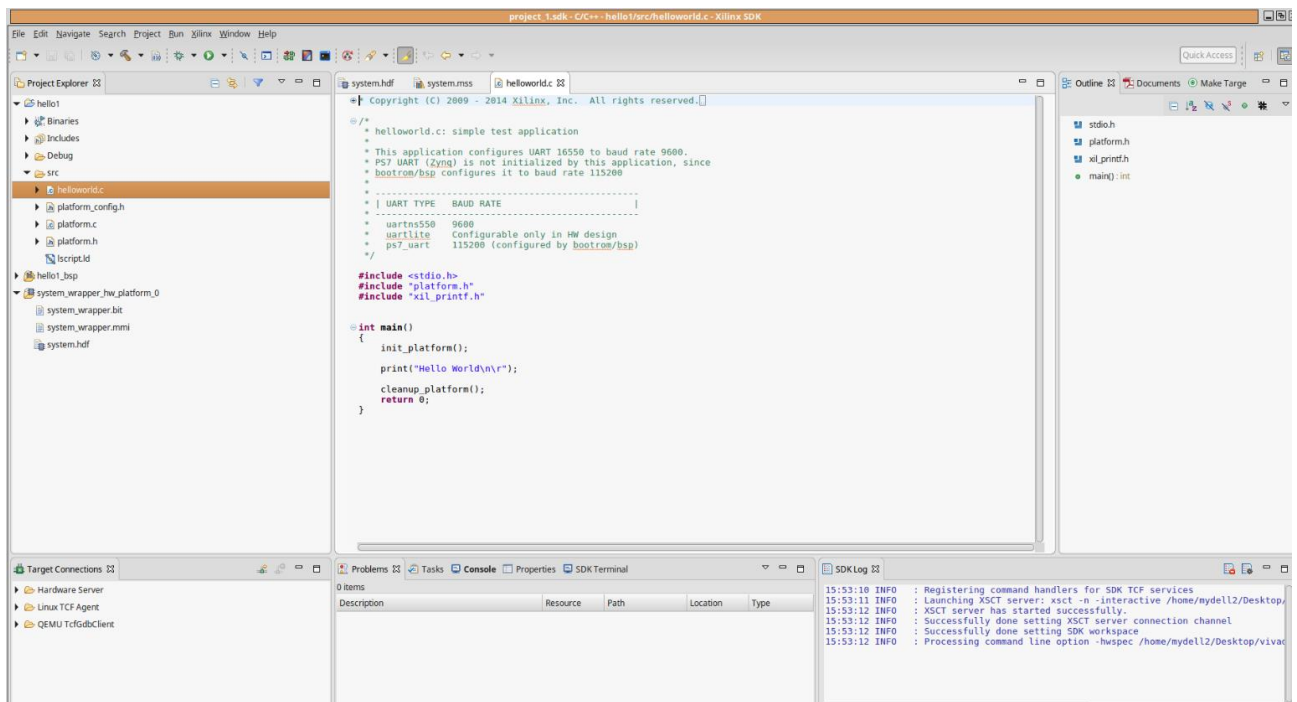 project_1.sdk - C/C++ - hello1/src/helloworld.c - Xilinx SDK
File Edit Navigate Search Project Run Xilinx Window Help
Quick Access
Project Explorer
hello1
Binaries
Includes
Debug
src
helloworld.c
platform_config.h
platform.c
platform.h
lscript.ld
hello1_bsp
system_wrapper_hw_platform_0
system_wrapper.bit
system_wrapper.mmi
system.hdf
system.hdf system.mss helloworld.c
* Copyright (C) 2009 - 2014 Xilinx, Inc.  All rights reserved.
/*
* helloworld.c: simple test application
*
* This application configures UART 16550 to baud rate 9600.
* PS7 UART (Zynq) is not initialized by this application, since
* bootrom/bsp configures it to baud rate 115200
*
* ------------------------------------------------
* | UART TYPE   BAUD RATE                        |
* ------------------------------------------------
*   uartns550   9600
*   uartlite    Configurable only in HW design
*   ps7_uart    115200 (configured by bootrom/bsp)
*/
#include <stdio.h>
#include "platform.h"
#include "xil_printf.h"
int main()
{
init_platform();
print("Hello World\n\r");
cleanup_platform();
return 0;
}
Outline Documents Make Targe
stdio.h
platform.h
xil_printf.h
main() : int
Target Connections
Hardware Server
Linux TCF Agent
QEMU TcfGdbClient
Problems Tasks Console Properties SDK Terminal
0 items
Description Resource Path Location Type
SDK Log
15:53:10 INFO : Registering command handlers for SDK TCF services
15:53:11 INFO : Launching XSCT server: xsct -n -interactive /home/mydell2/Desktop/
15:53:12 INFO : XSCT server has started successfully.
15:53:12 INFO : Successfully done setting XSCT server connection channel
15:53:12 INFO : Successfully done setting SDK workspace
15:53:12 INFO : Processing command line option -hwspec /home/mydell2/Desktop/vivad